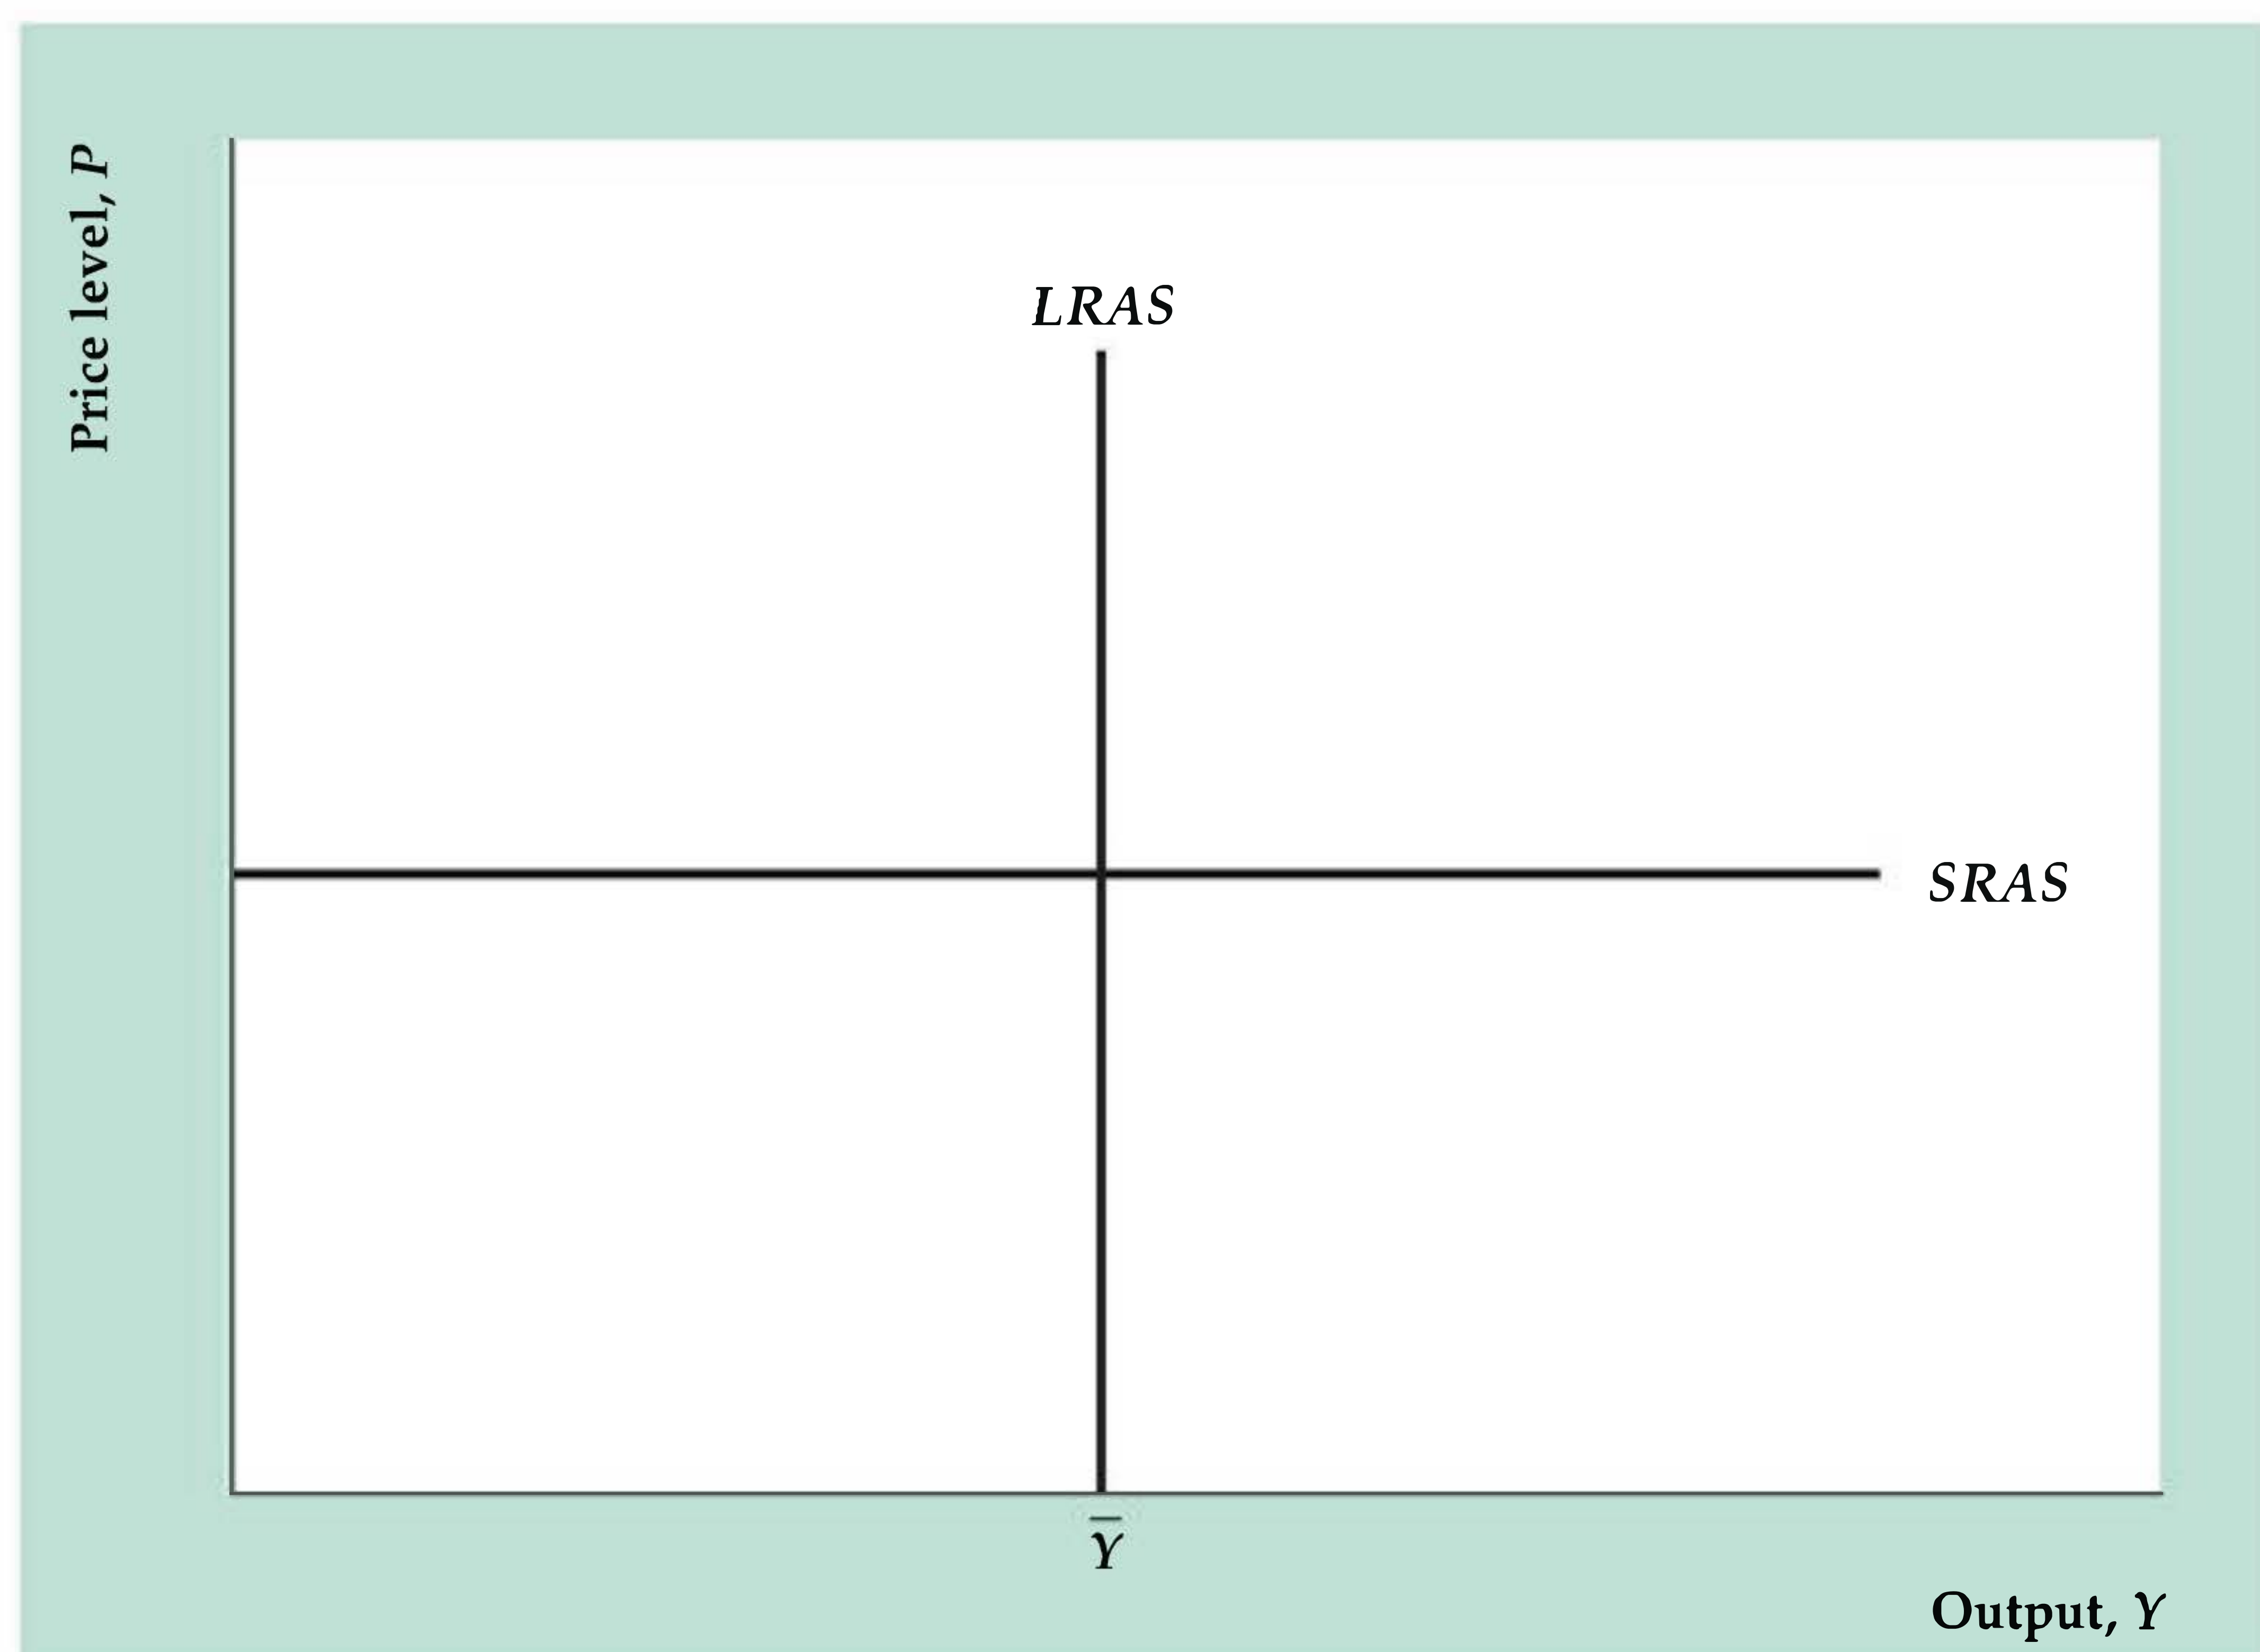 Price level, P
LRAS
SRAS
Y̅
Output, Y